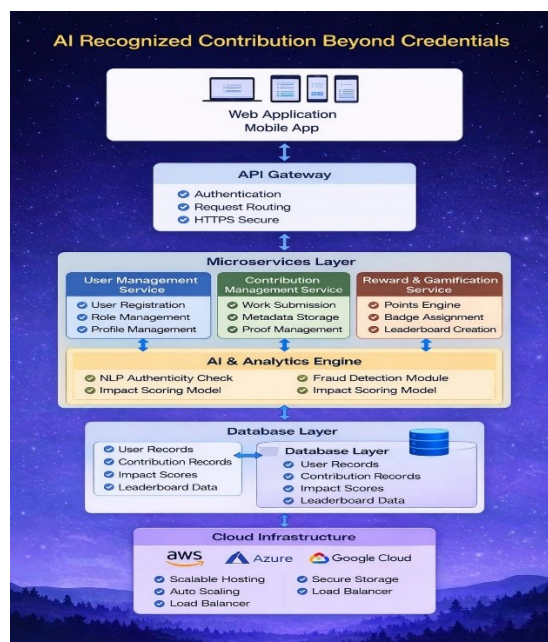 AI Recognized Contribution Beyond Credentials
Web Application
Mobile App
API Gateway
Authentication
Request Routing
HTTPS Secure
Microservices Layer
User Management
Service
User Registration
Role Management
Profile Management
Contribution
Management Service
Work Submission
Metadata Storage
Proof Management
Reward & Gamification
Service
Points Engine
Badge Assignment
Leaderboard Creation
AI & Analytics Engine
NLP Authenticity Check
Impact Scoring Model
Fraud Detection Module
Impact Scoring Model
Database Layer
User Records
Contribution Records
Impact Scores
Leaderboard Data
Database Layer
User Records
Contribution Records
Impact Scores
Leaderboard Data
Cloud Infrastructure
aws
Azure
Google Cloud
Scalable Hosting
Auto Scaling
Load Balancer
Secure Storage
Load Balancer